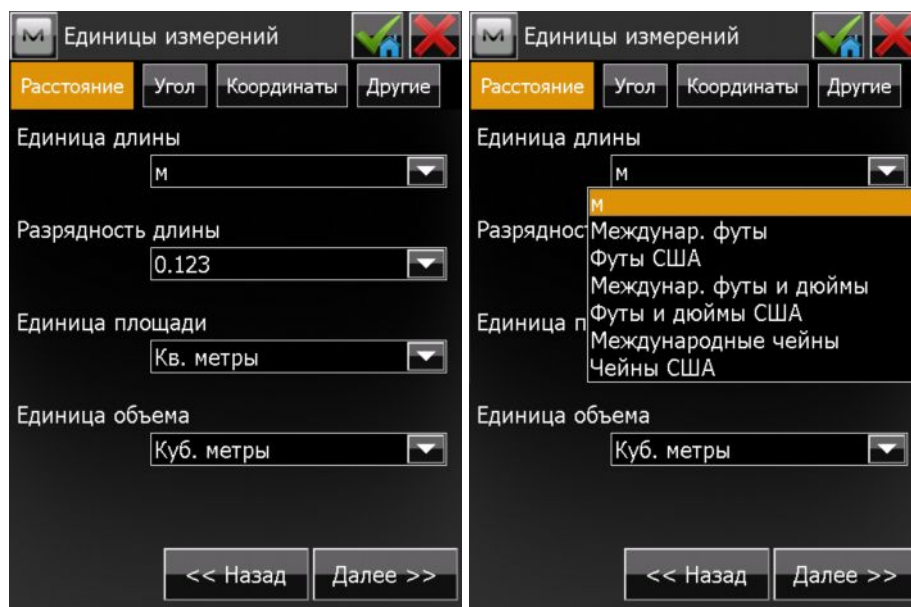 Единицы измерений
Расстояние Угол Координаты Другие
Единица длины
м
Разрядность длины
0.123
Единица площади
Кв. метры
Единица объема
Куб. метры
<< Назад Далее >>
Единицы измерений
Расстояние Угол Координаты Другие
Единица длины
м
м
Разряднос
Междунар. футы
Футы США
Междунар. футы и дюймы
Единица п
Футы и дюймы США
Международные чейны
Чейны США
Единица объема
Куб. метры
<< Назад Далее >>